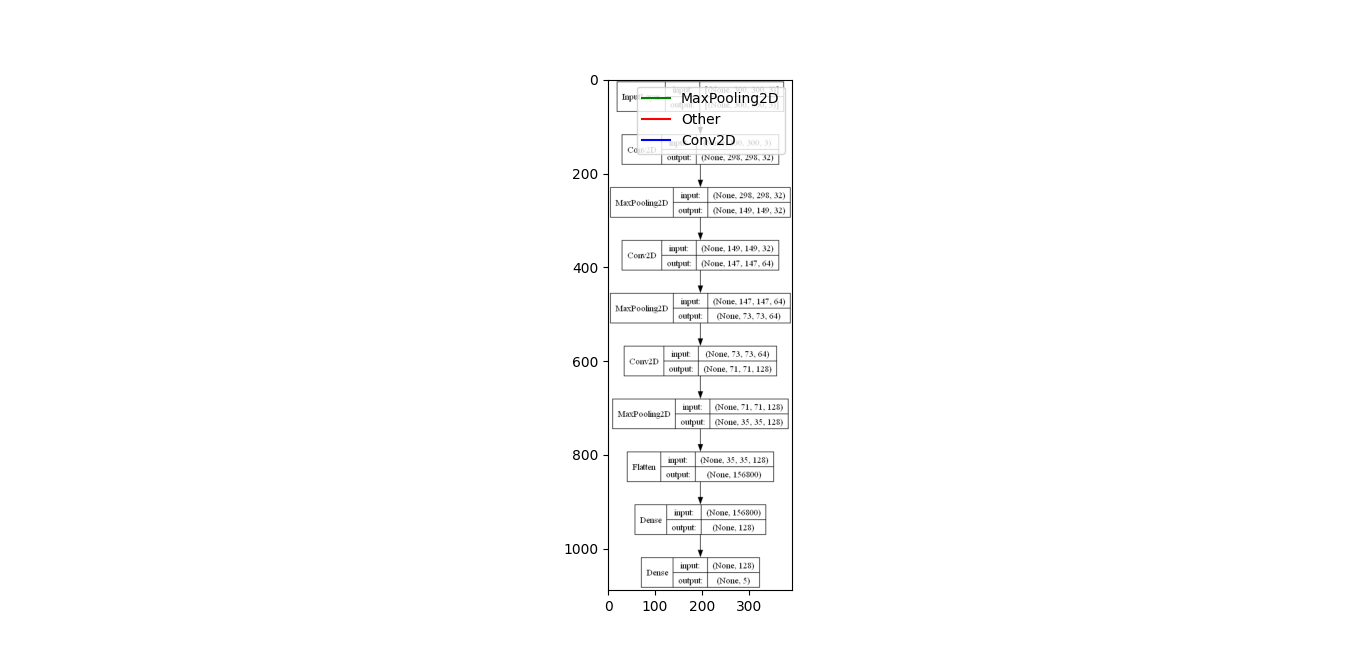 0
MaxPooling2D
Other
Conv2D
output: (None, 298, 298, 32)
200
MaxPooling2D
input: (None, 298, 298, 32)
output: (None, 149, 149, 32)
Conv2D
input: (None, 149, 149, 32)
output: (None, 147, 147, 64)
400
MaxPooling2D
input: (None, 147, 147, 64)
output: (None, 73, 73, 64)
Conv2D
input: (None, 73, 73, 64)
output: (None, 71, 71, 128)
600
MaxPooling2D
input: (None, 71, 71, 128)
output: (None, 35, 35, 128)
800
Flatten
input: (None, 35, 35, 128)
output: (None, 156800)
Dense
input: (None, 156800)
output: (None, 128)
1000
Dense
input: (None, 128)
output: (None, 5)
0 100 200 300